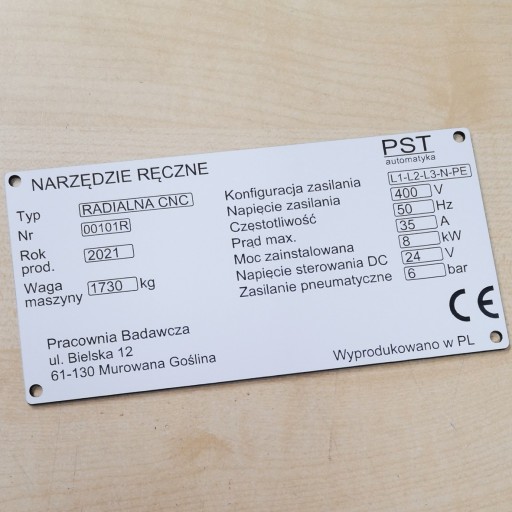 NARZĘDZIE RĘCZNE
PST
automatyka
Typ RADIALNA CNC
Nr 00101R
Rok prod. 2021
Waga maszyny 1730 kg
Konfiguracja zasilania L1-L2-L3-N-PE
Napięcie zasilania 400 V
Częstotliwość 50 Hz
Prąd max. 35 A
Moc zainstalowana 8 kW
Napięcie sterowania DC 24 V
Zasilanie pneumatyczne 6 bar
CE
Pracownia Badawcza
ul. Bielska 12
61-130 Murowana Goślina
Wyprodukowano w PL